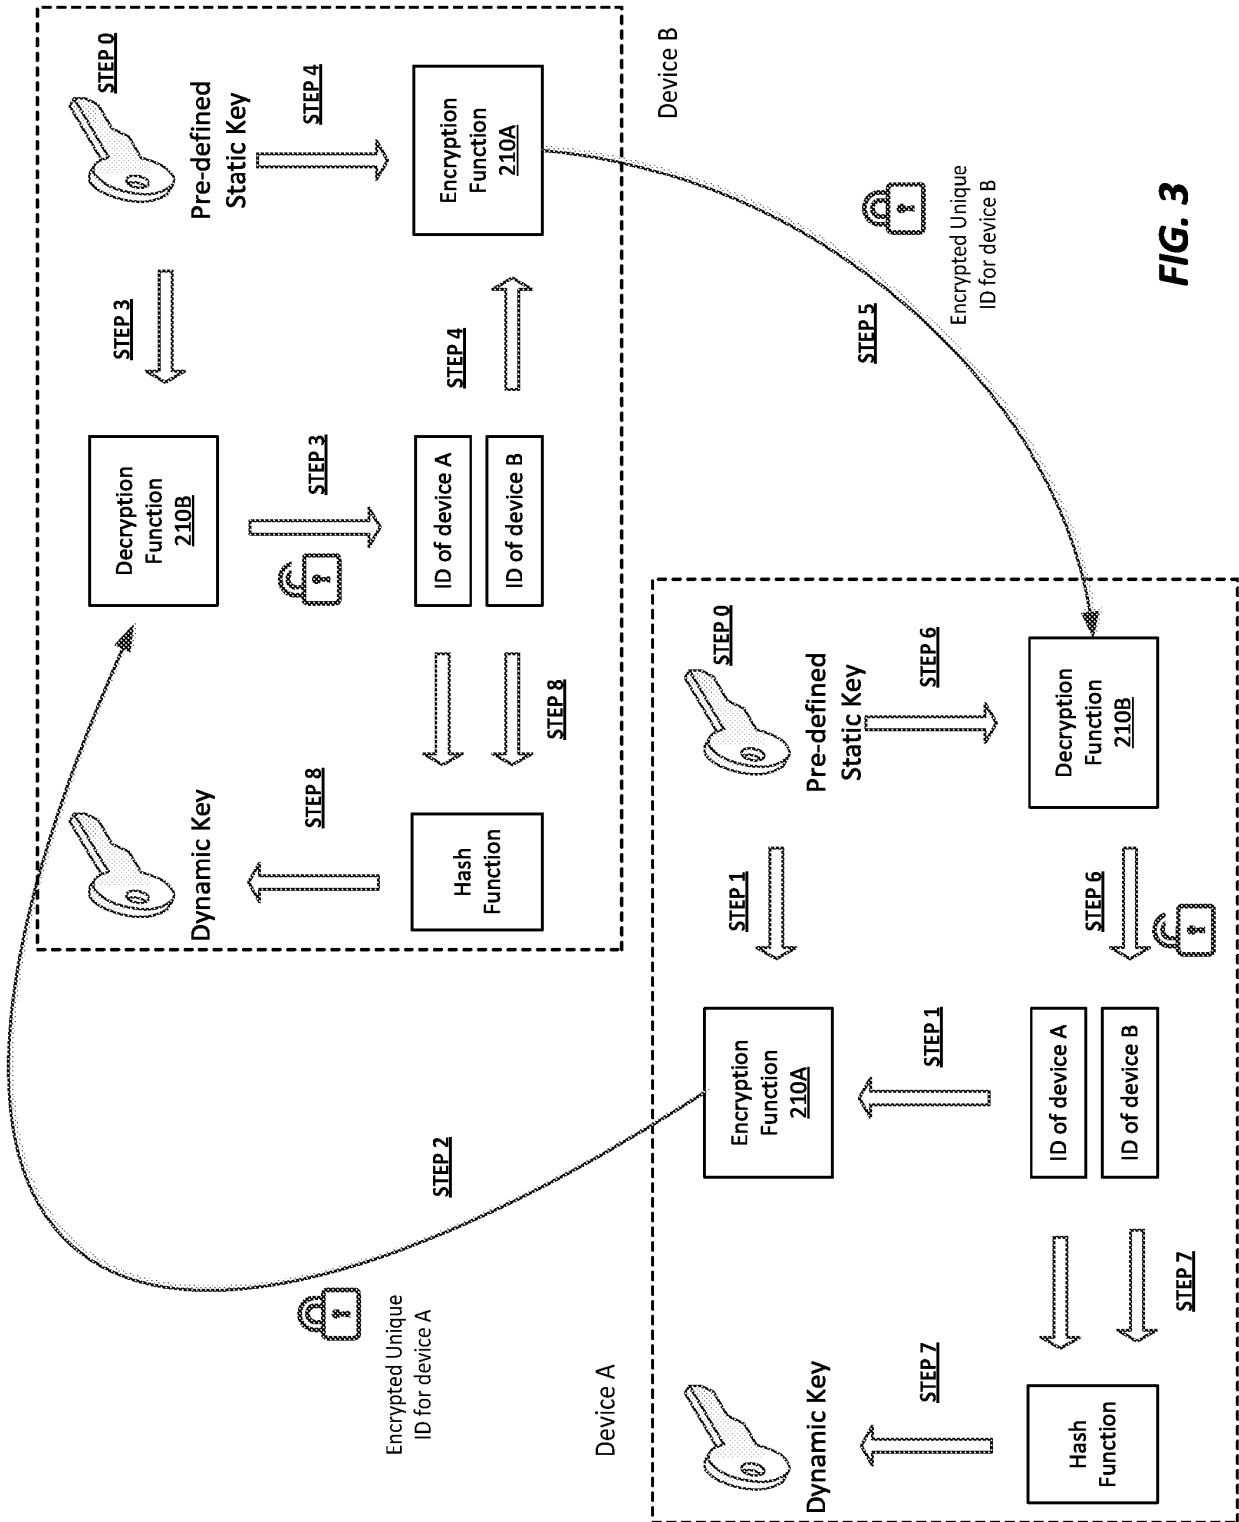 Device A
Dynamic Key
STEP 7
Hash
Function
STEP 7
Encryption
Function
210A
STEP 1
ID of device A
ID of device B
STEP 1
STEP 6
STEP 0
Pre-defined
Static Key
STEP 6
Decryption
Function
210B
Encrypted Unique
ID for device A
STEP 2
Dynamic Key
STEP 8
Hash
Function
STEP 8
Decryption
Function
210B
STEP 3
ID of device A
ID of device B
STEP 3
STEP 4
STEP 0
Pre-defined
Static Key
STEP 4
Encryption
Function
210A
Device B
STEP 5
Encrypted Unique
ID for device B
FIG. 3